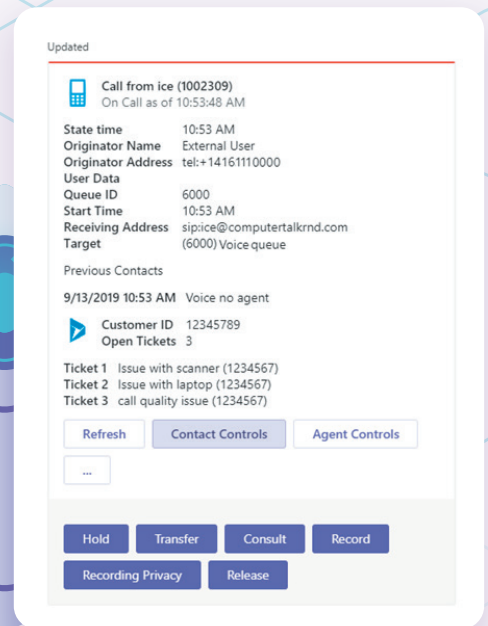 Updated
Call from ice (1002309)
On Call as of 10:53:48 AM
State time 10:53 AM
Originator Name External User
Originator Address tel:+14161110000
User Data
Queue ID 6000
Start Time 10:53 AM
Receiving Address sip:ice@computertalkrnd.com
Target (6000) Voice queue
Previous Contacts
9/13/2019 10:53 AM Voice no agent
Customer ID 12345789
Open Tickets 3
Ticket 1 Issue with scanner (1234567)
Ticket 2 Issue with laptop (1234567)
Ticket 3 call quality issue (1234567)
Refresh Contact Controls Agent Controls
...
Hold Transfer Consult Record
Recording Privacy Release